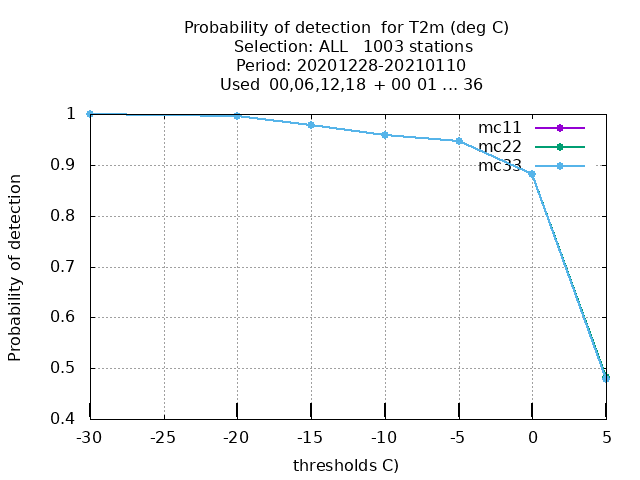 Probability of detection for T2m (deg C)
Selection: ALL 1003 stations
Period: 20201228-20210110
Used 00,06,12,18 + 00 01 ... 36
mc11
mc22
mc33
Probability of detection
1
0.9
0.8
0.7
0.6
0.5
0.4
-30 -25 -20 -15 -10 -5 0 5
thresholds C)